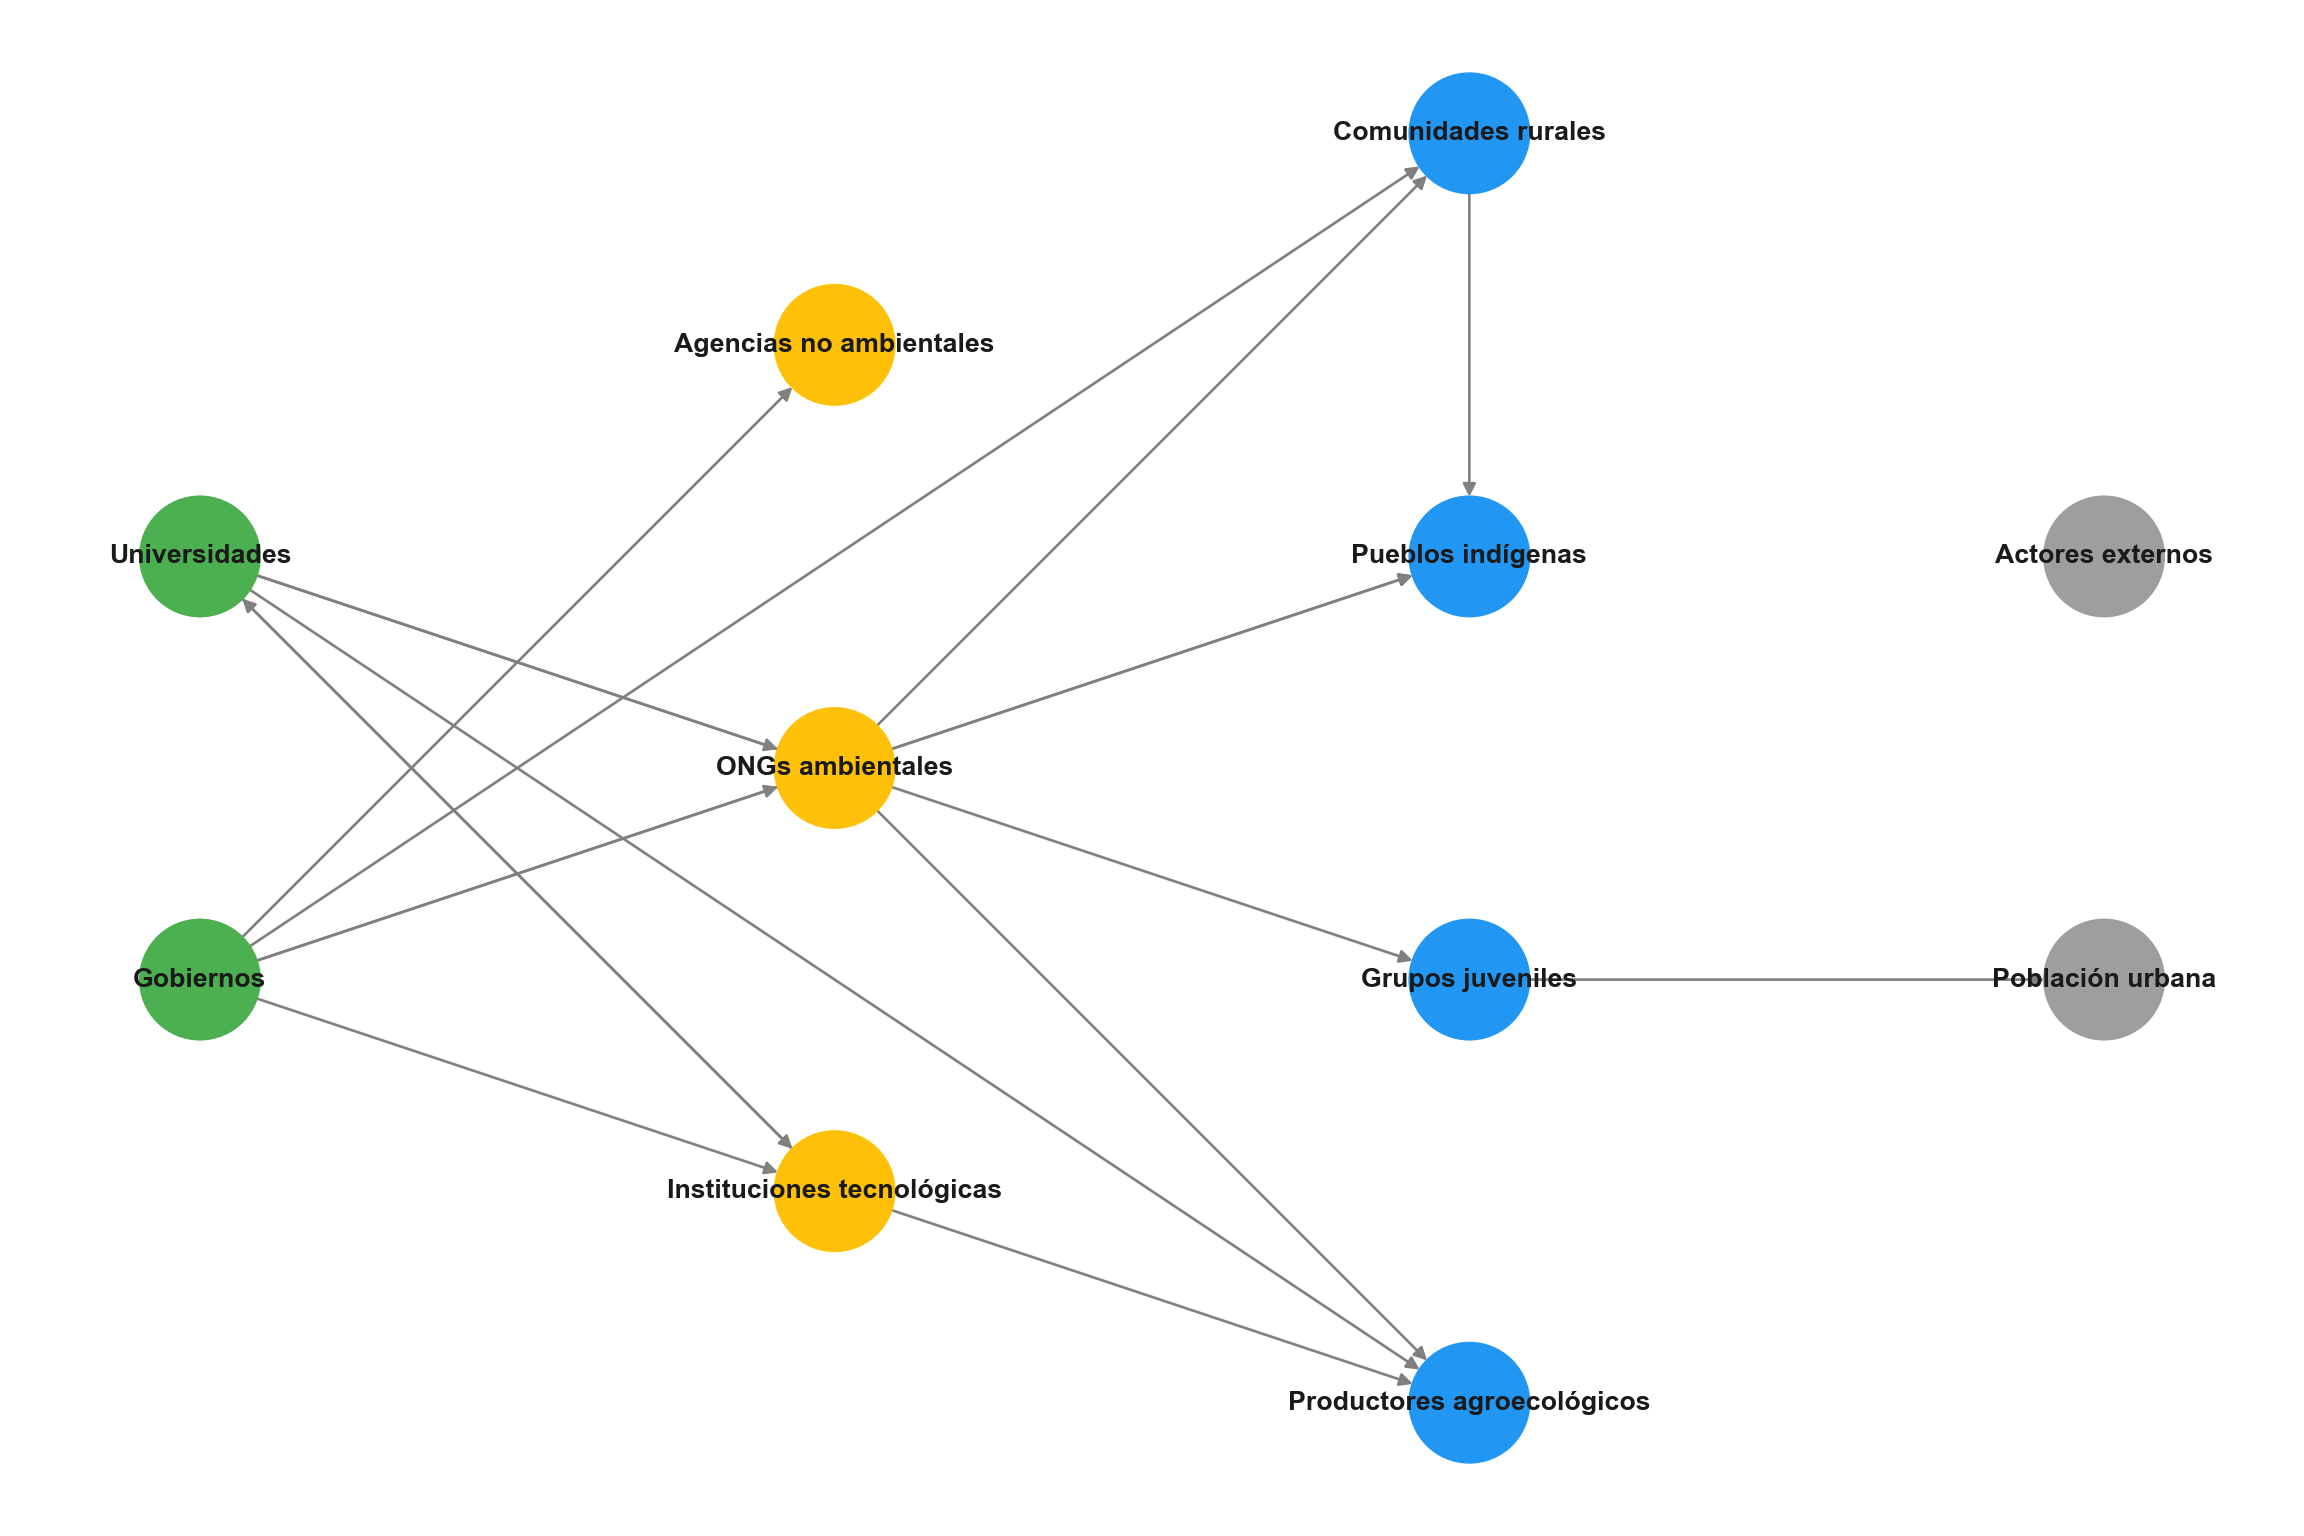 Comunidades rurales
Agencias no ambientales
Universidades
Pueblos indígenas
Actores externos
ONGs ambientales
Gobiernos
Grupos juveniles
Población urbana
Instituciones tecnológicas
Productores agroecológicos